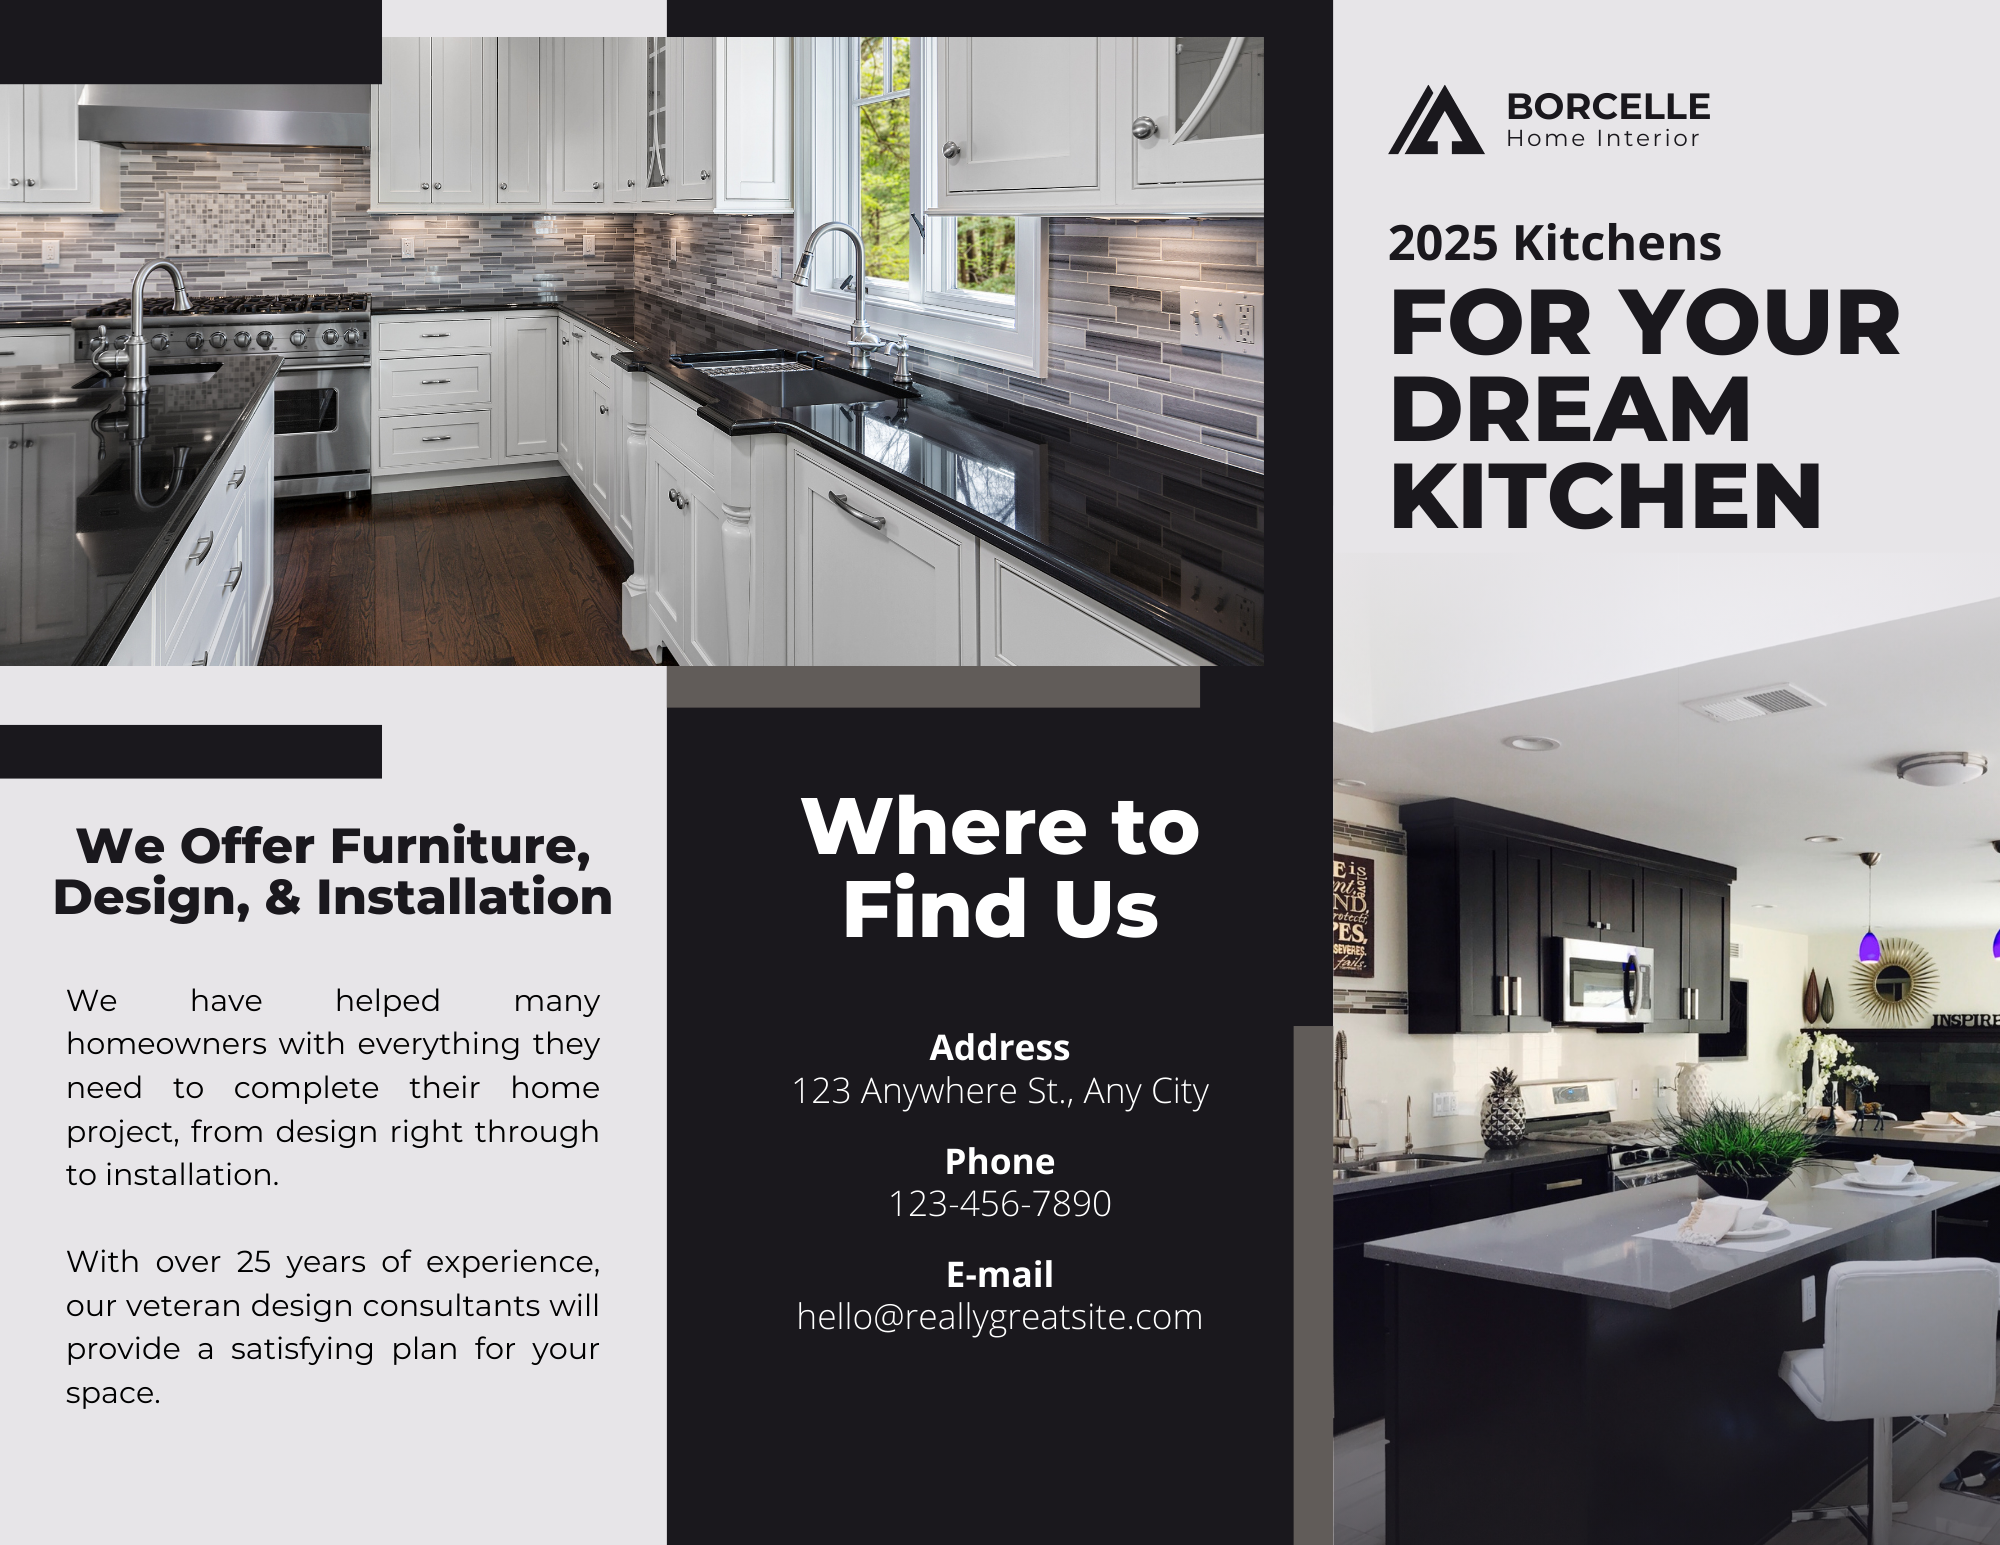 BORCELLE
Home Interior
2025 Kitchens
FOR YOUR
DREAM
KITCHEN
We Offer Furniture,
Design, & Installation
We have helped many
homeowners with everything they
need to complete their home
project, from design right through
to installation.
With over 25 years of experience,
our veteran design consultants will
provide a satisfying plan for your
space.
Where to
Find Us
Address
123 Anywhere St., Any City
Phone
123-456-7890
E-mail
hello@reallygreatsite.com
is
fails.
INSPIRE